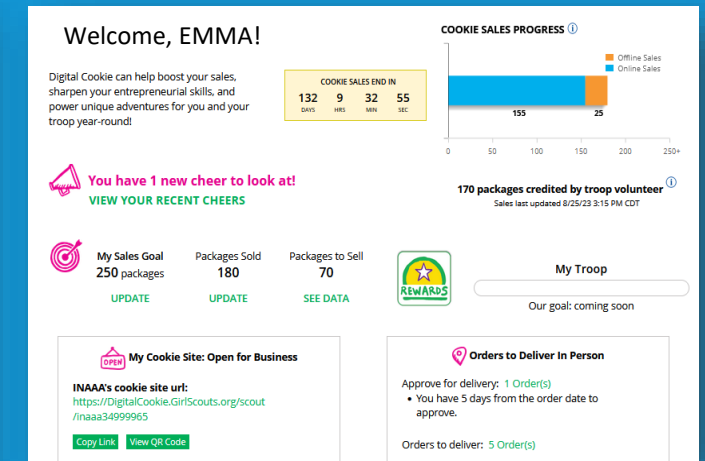 Welcome, EMMA!
Digital Cookie can help boost your sales,
sharpen your entrepreneurial skills, and
power unique adventures for you and your
troop year-round!
COOKIE SALES END IN
132 9 32 55
DAYS HRS MIN SEC
COOKIE SALES PROGRESS i
Offline Sales
Online Sales
155 25
0 50 100 150 200 250+
You have 1 new cheer to look at!
VIEW YOUR RECENT CHEERS
170 packages credited by troop volunteer i
Sales last updated 8/25/23 3:15 PM CDT
My Sales Goal Packages Sold Packages to Sell
250 packages 180 70
UPDATE UPDATE SEE DATA
REWARDS
My Troop
Our goal: coming soon
OPEN My Cookie Site: Open for Business
INAAA's cookie site url:
https://DigitalCookie.GirlScouts.org/scout
/inaaa34999965
Copy Link View QR Code
Orders to Deliver In Person
Approve for delivery: 1 Order(s)
• You have 5 days from the order date to
approve.
Orders to deliver: 5 Order(s)